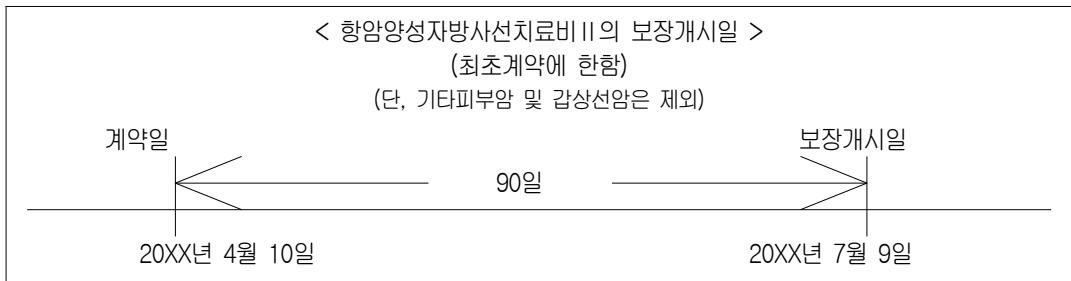 < 항암양성자방사선치료비Ⅱ의 보장개시일 >
(최초계약에 한함)
(단, 기타피부암 및 갑상선암은 제외)
계약일 보장개시일
90일
20XX년 4월 10일 20XX년 7월 9일